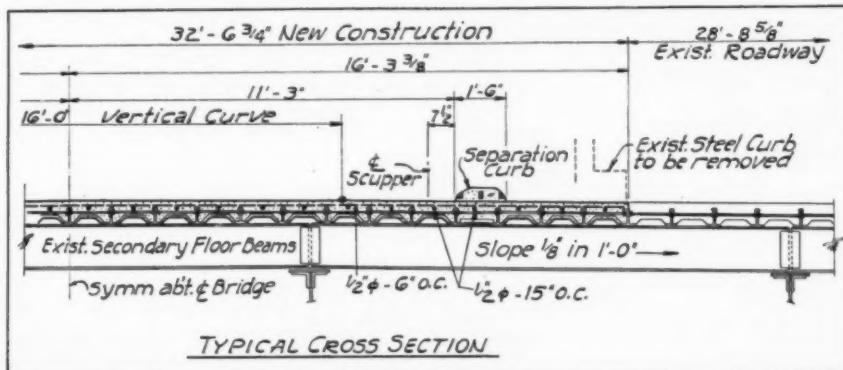 32'-6 3/4" New Construction
28'-8 5/8"
Exist. Roadway
16'-3 3/8"
11'-3"
1'-6"
16'-0"
Vertical Curve
7 1/2"
℄
Scupper
Separation
Curb
Exist. Steel Curb
to be removed
Exist. Secondary Floor Beams
Slope 1/8" in 1'-0"
Symm abt. ℄ Bridge
1/2" φ - 6" o.c.
1/2" φ - 15" o.c.
TYPICAL CROSS SECTION